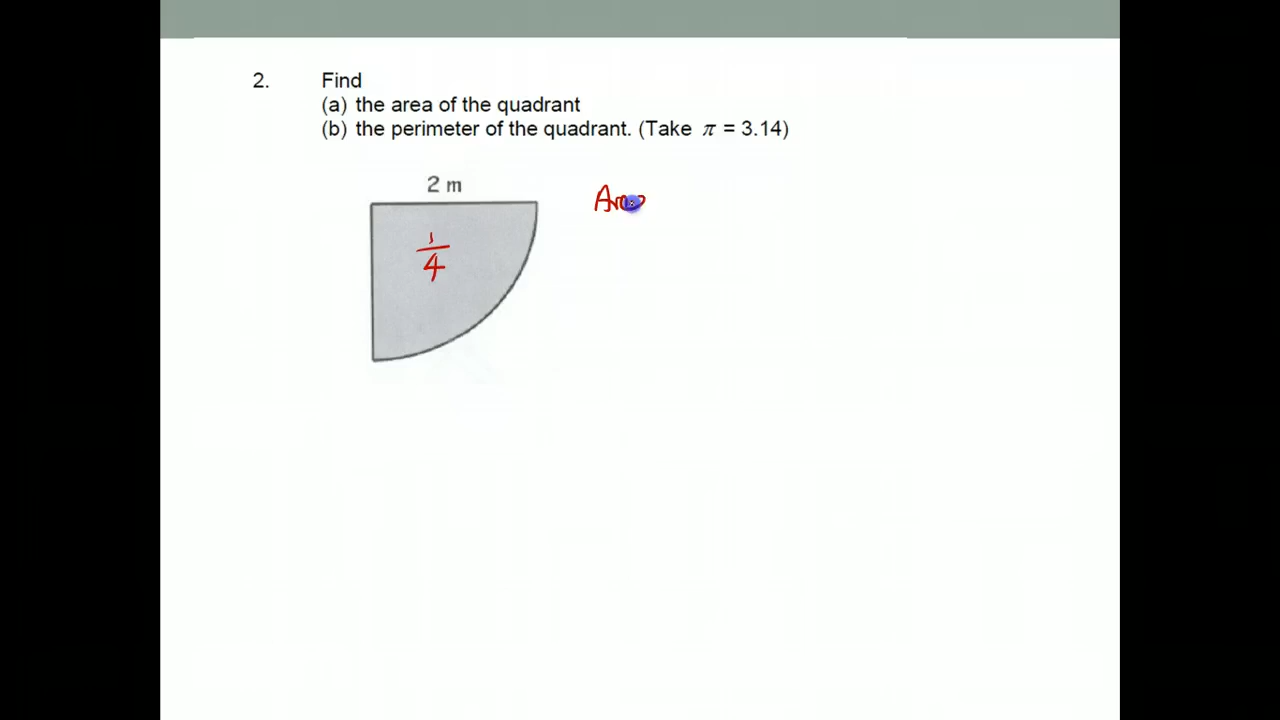 2. Find
(a) the area of the quadrant
(b) the perimeter of the quadrant. (Take π = 3.14)
2 m
1
4